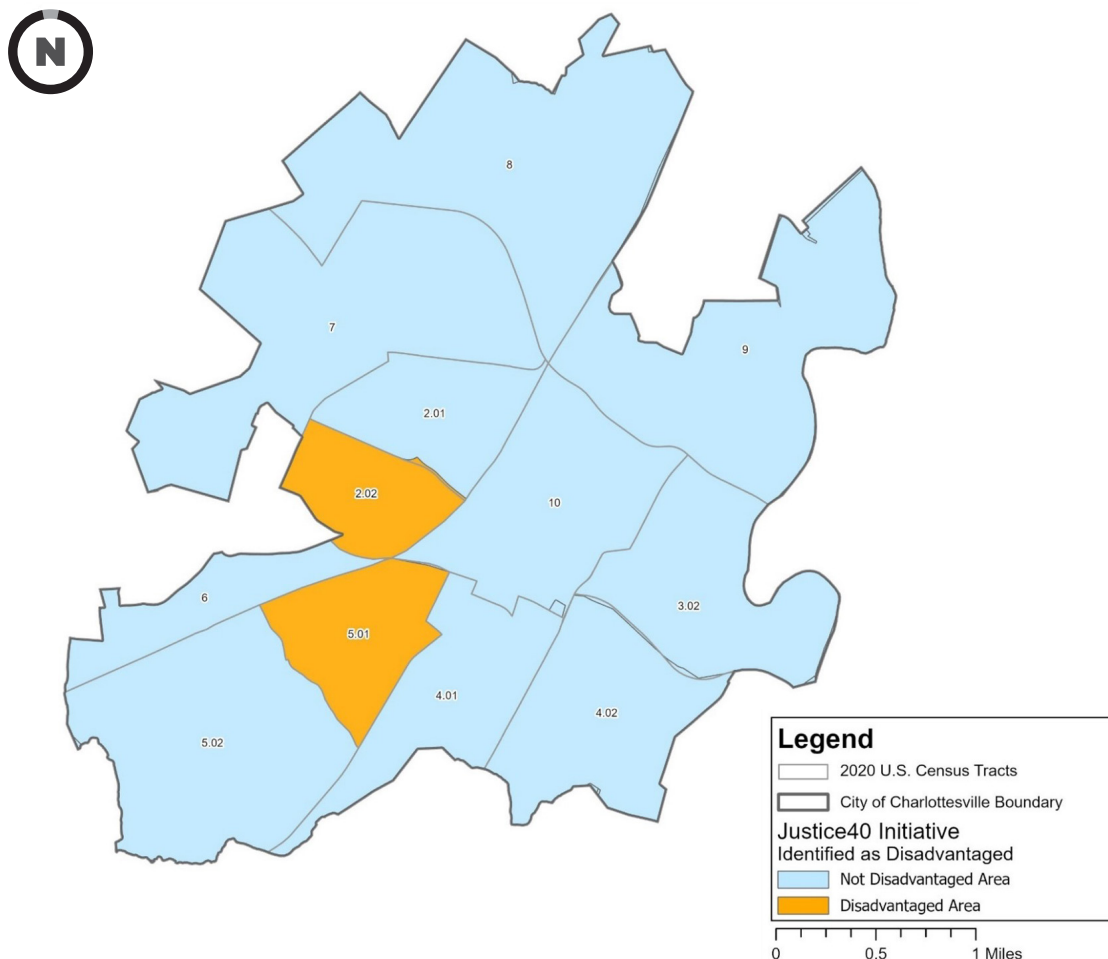 N
8
7
9
2.01
2.02
10
6
3.02
5.01
4.01
4.02
5.02
Legend
2020 U.S. Census Tracts
City of Charlottesville Boundary
Justice40 Initiative
Identified as Disadvantaged
Not Disadvantaged Area
Disadvantaged Area
0 0.5 1 Miles